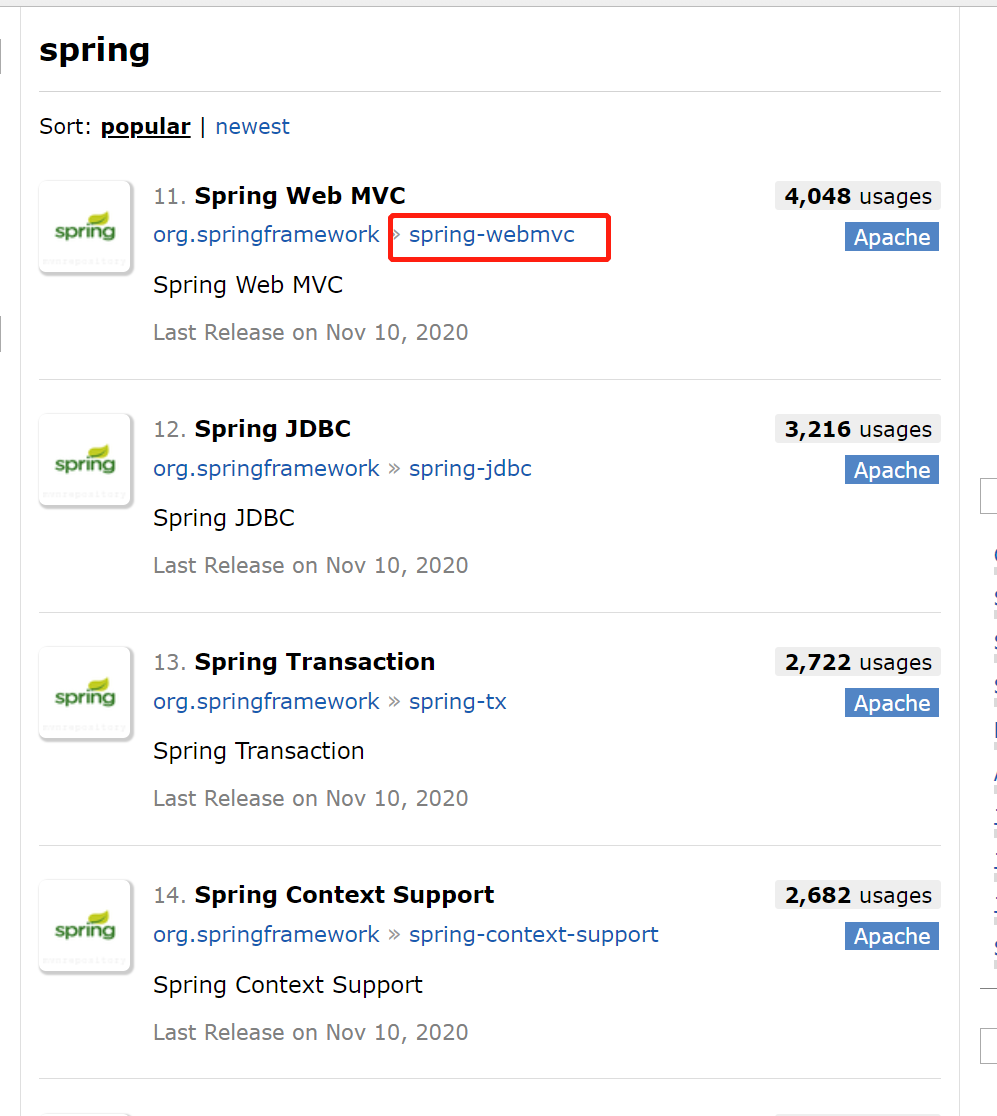 spring
Sort: popular | newest
spring
11. Spring Web MVC
4,048 usages
org.springframework » spring-webmvc
Apache
Spring Web MVC
Last Release on Nov 10, 2020
spring
12. Spring JDBC
3,216 usages
org.springframework » spring-jdbc
Apache
Spring JDBC
Last Release on Nov 10, 2020
spring
13. Spring Transaction
2,722 usages
org.springframework » spring-tx
Apache
Spring Transaction
Last Release on Nov 10, 2020
spring
14. Spring Context Support
2,682 usages
org.springframework » spring-context-support
Apache
Spring Context Support
Last Release on Nov 10, 2020